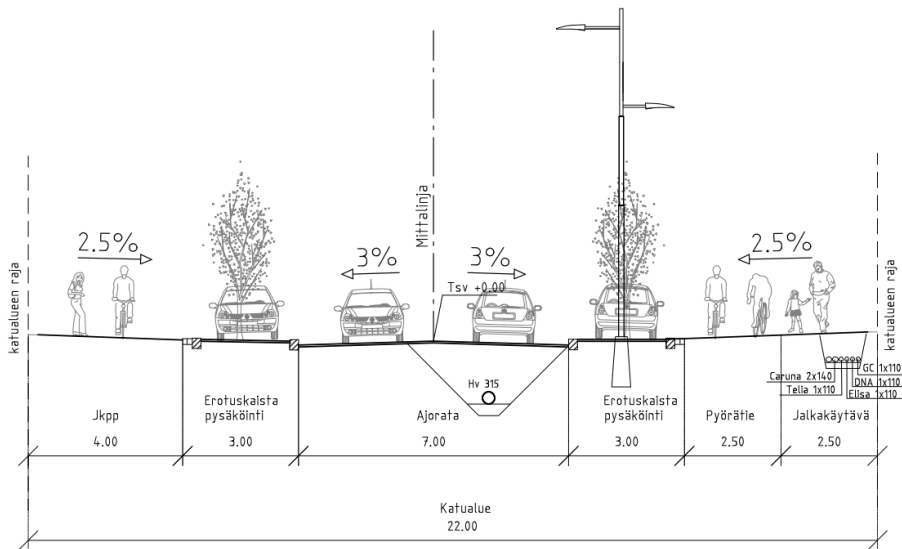 2.5%
3%
3%
2.5%
Mittalinja
Tsv +0.00
katualueen raja
katualueen raja
Hv 315
Caruna 2x140
Telia 1x110
GC 1x110
DNA 1x110
Elisa 1x110
Jkpp
4.00
Erotuskaista
pysäköinti
3.00
Ajorata
7.00
Erotuskaista
pysäköinti
3.00
Pyörätie
2.50
Jalkakäytävä
2.50
Katualue
22.00